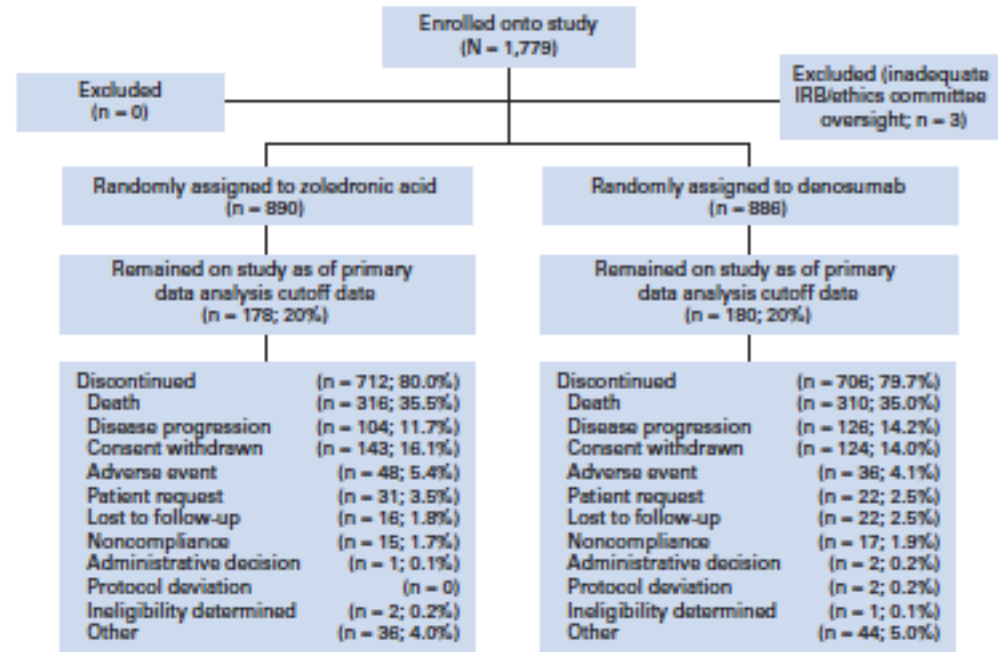 Enrolled onto study
(N – 1,779)
Excluded
(n – 0)
Excluded (inadequate
IRB/ethics committee
oversight; n – 3)
Randomly assigned to zoledronic acid
(n – 890)
Randomly assigned to denosumab
(n – 886)
Remained on study as of primary
data analysis cutoff date
(n – 178; 20%)
Remained on study as of primary
data analysis cutoff date
(n – 180; 20%)
Discontinued (n – 712; 80.0%)
Death (n – 316; 35.5%)
Disease progression (n – 104; 11.7%)
Consent withdrawn (n – 143; 16.1%)
Adverse event (n – 48; 5.4%)
Patient request (n – 31; 3.5%)
Lost to follow-up (n – 16; 1.8%)
Noncompliance (n – 15; 1.7%)
Administrative decision (n – 1; 0.1%)
Protocol deviation (n – 0)
Ineligibility determined (n – 2; 0.2%)
Other (n – 36; 4.0%)
Discontinued (n – 706; 79.7%)
Death (n – 310; 35.0%)
Disease progression (n – 126; 14.2%)
Consent withdrawn (n – 124; 14.0%)
Adverse event (n – 36; 4.1%)
Patient request (n – 22; 2.5%)
Lost to follow-up (n – 22; 2.5%)
Noncompliance (n – 17; 1.9%)
Administrative decision (n – 2; 0.2%)
Protocol deviation (n – 2; 0.2%)
Ineligibility determined (n – 1; 0.1%)
Other (n – 44; 5.0%)